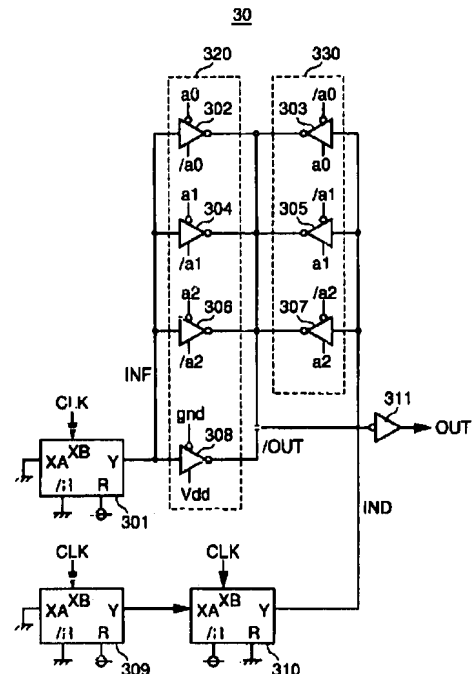 30
320
330
a0
302
/a0
/a0
303
a0
a1
304
/a1
/a1
305
a1
a2
306
/a2
/a2
307
a2
INF
CLK
gnd
308
Vdd
/OUT
311
OUT
XA
XB
Y
/R
R
301
IND
CLK
XA
XB
Y
/R
R
309
CLK
XA
XB
Y
/R
R
310